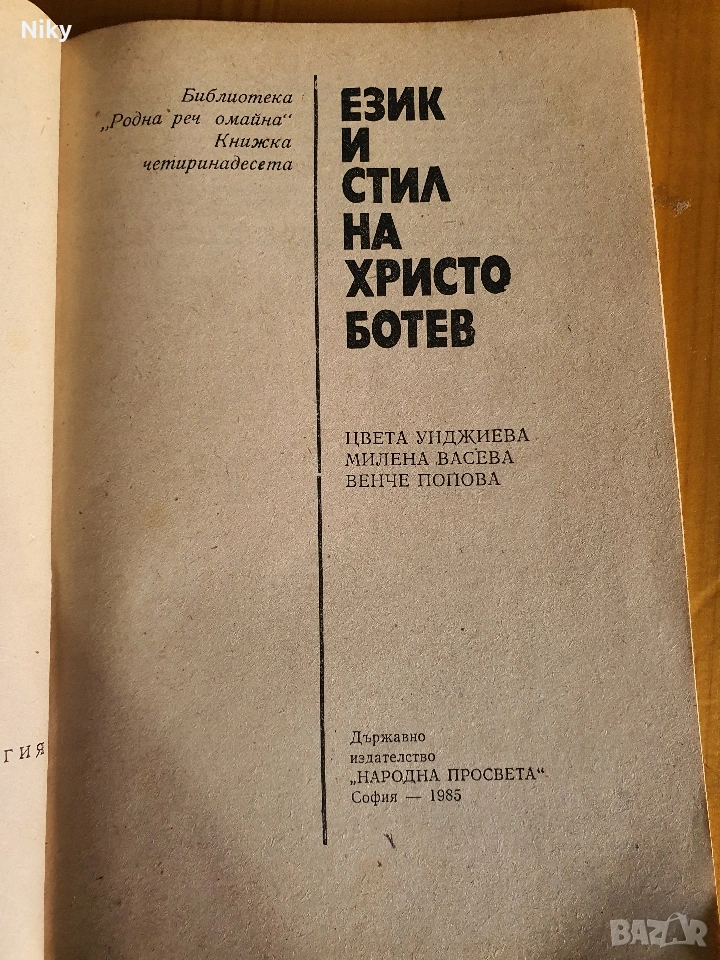 Niky
Библиотека
„Родна реч омайна“
Книжка
четиринадесета
ЕЗИК
И
СТИЛ
НА
ХРИСТО
БОТЕВ
ЦВЕТА УНДЖИЕВА
МИЛЕНА ВАСЕВА
ВЕНЧЕ ПОПОВА
ГИЯ
Държавно
издателство
„НАРОДНА ПРОСВЕТА“
София — 1985
BAZAR